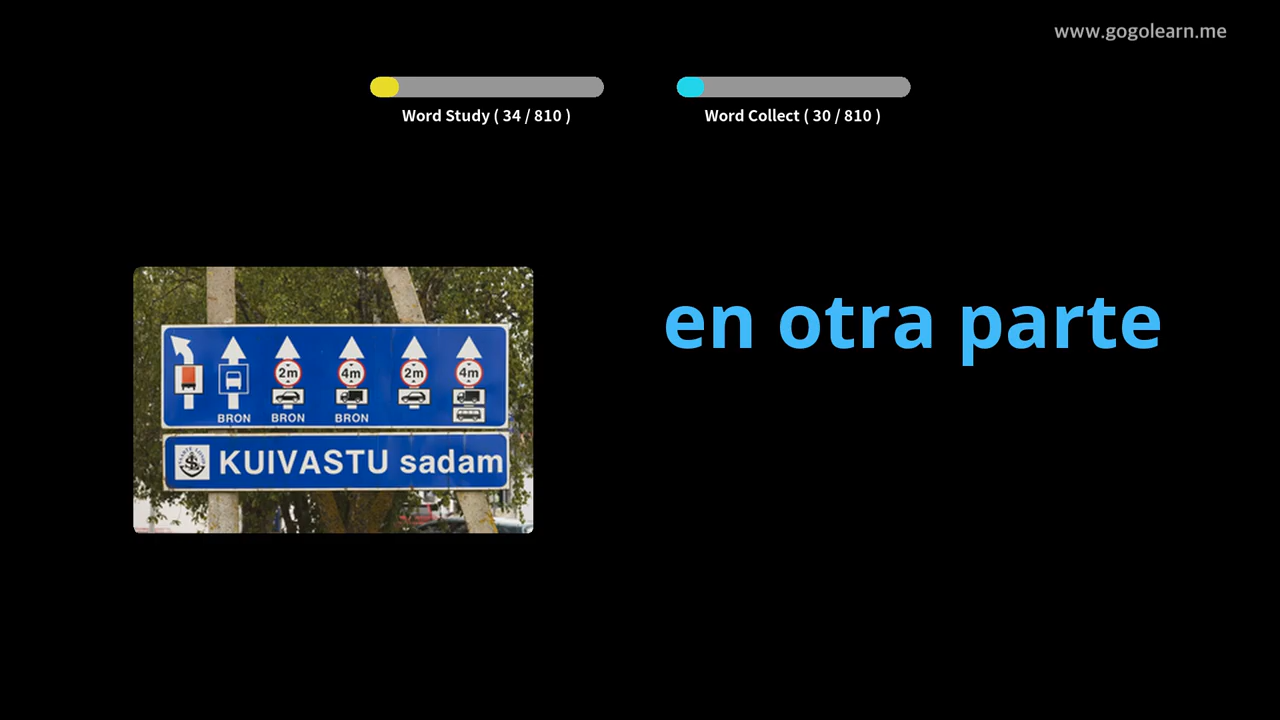 www.gogolearn.me
Word Study ( 34 / 810 )
Word Collect ( 30 / 810 )
en otra parte
2m 4m 2m 4m
BRON BRON BRON
KUIVASTU sadam